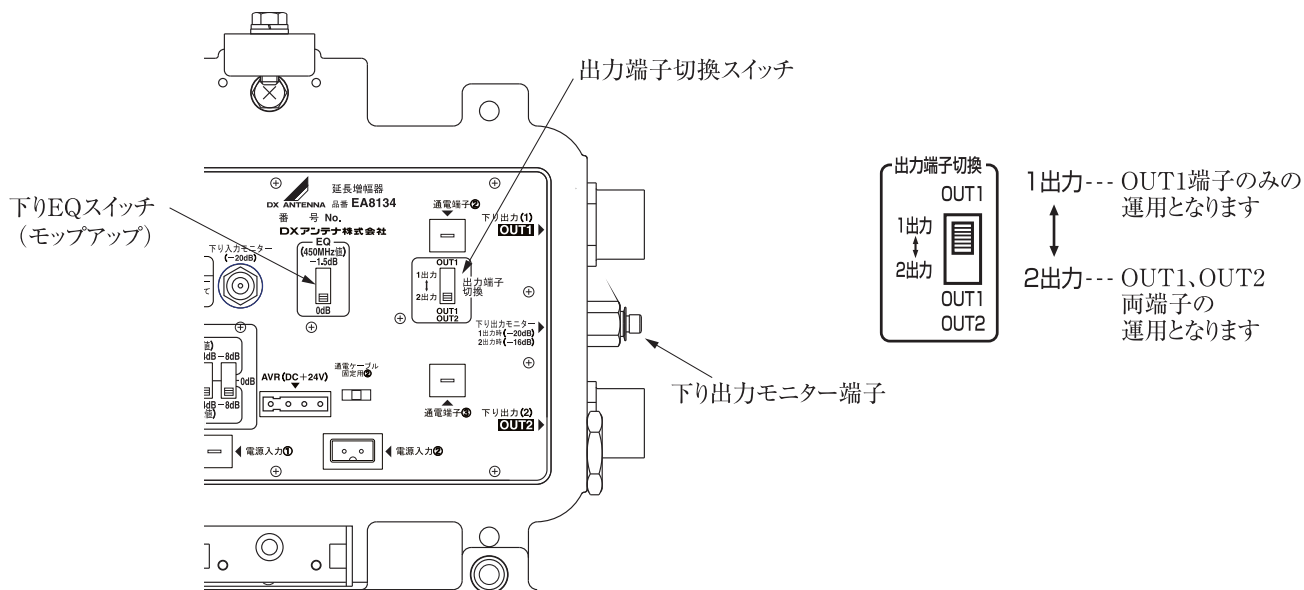 出力端子切換スイッチ
下りEQスイッチ
(モップアップ)
DX ANTENNA
延長増幅器
品番 EA8134
番 号 No.
DXアンテナ株式会社
下り入力モニター
(−20dB)
EQ
(450MHz値)
−1.5dB
0dB
通電端子❷
下り出力(1)
OUT1
OUT1
1出力
2出力
出力端子
切換
OUT1
OUT2
下り出力モニター
1出力時(−20dB)
2出力時(−16dB)
下り出力モニター端子
−8dB
0dB
−8dB
AVR(DC+24V)
通電ケーブル
固定用❷
通電端子❸
下り出力(2)
OUT2
電源入力❶
電源入力❷
出力端子切換
OUT1
1出力
2出力
OUT1
OUT2
1出力--- OUT1端子のみの
運用となります
2出力--- OUT1、OUT2
両端子の
運用となります